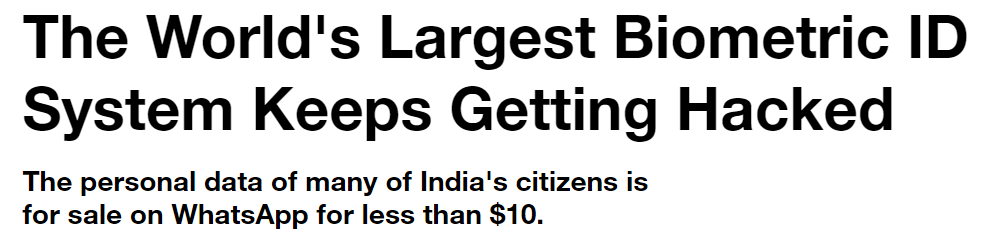 The World's Largest Biometric ID
System Keeps Getting Hacked
The personal data of many of India's citizens is
for sale on WhatsApp for less than $10.